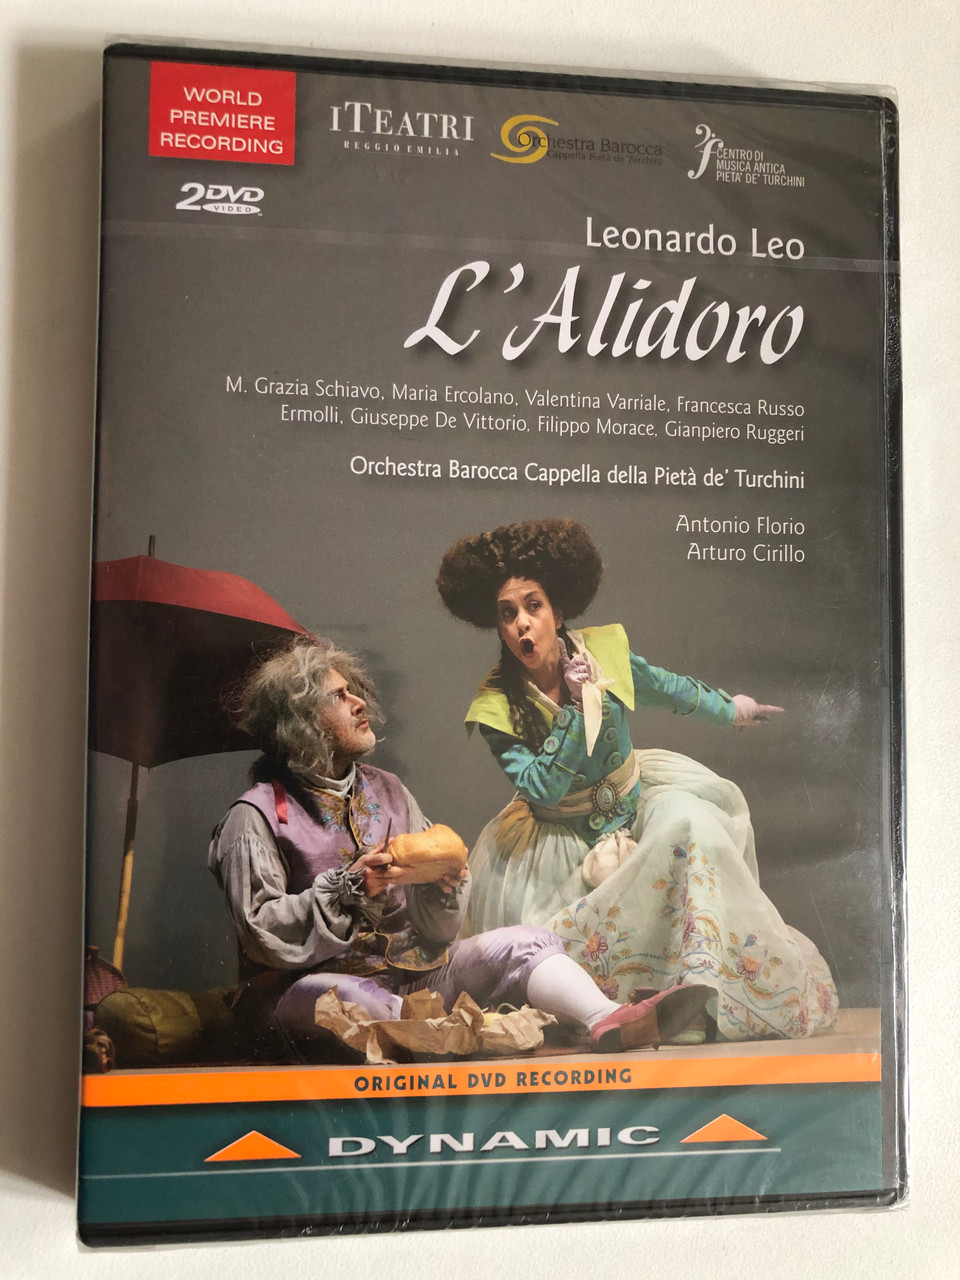 WORLD
PREMIERE
RECORDING
iTEATRI
REGGIO EMILIA
Orchestra Barocca
Cappella Pietà de' Turchini
CENTRO DI
MUSICA ANTICA
PIETA' DE' TURCHINI
2 DVD
VIDEO
Leonardo Leo
L'Alidoro
M. Grazia Schiavo, Maria Ercolano, Valentina Varriale, Francesca Russo
Ermolli, Giuseppe De Vittorio, Filippo Morace, Gianpiero Ruggeri
Orchestra Barocca Cappella della Pietà de' Turchini
Antonio Florio
Arturo Cirillo
ORIGINAL DVD RECORDING
DYNAMIC